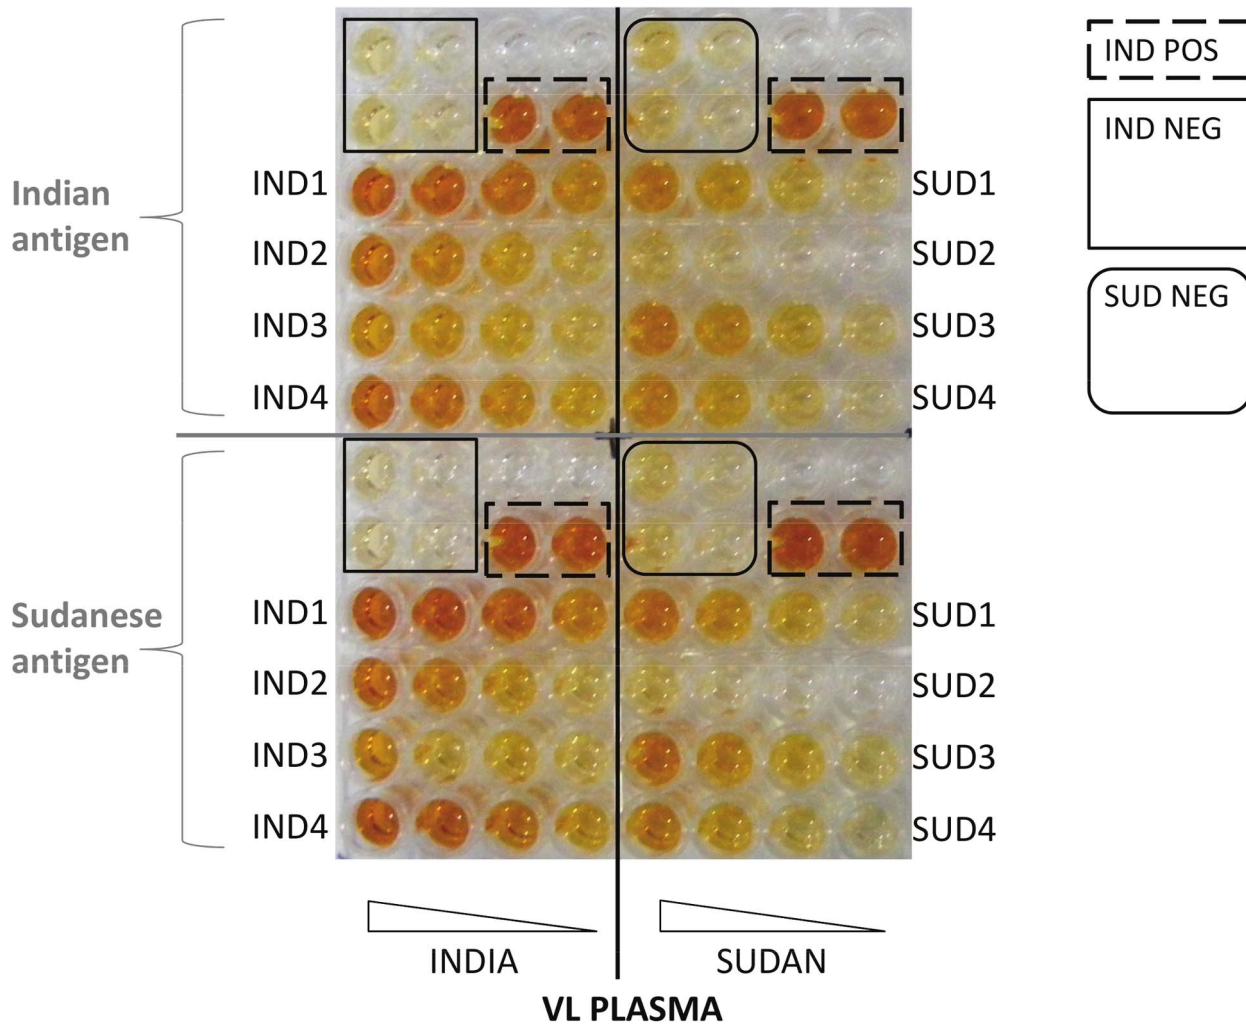 IND POS
IND NEG
SUD NEG
Indian
antigen
IND1
SUD1
IND2
SUD2
IND3
SUD3
IND4
SUD4
Sudanese
antigen
IND1
SUD1
IND2
SUD2
IND3
SUD3
IND4
SUD4
INDIA
SUDAN
VL PLASMA